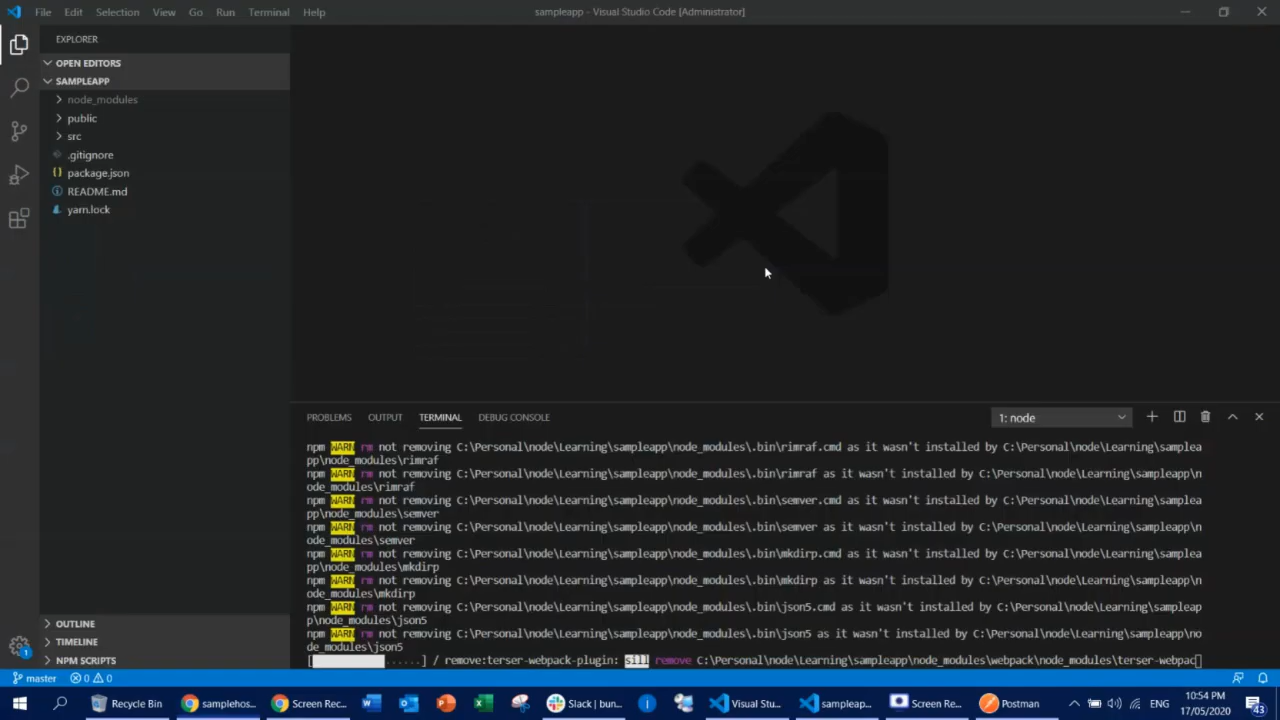 File Edit Selection View Go Run Terminal Help
sampleapp - Visual Studio Code [Administrator]
EXPLORER
OPEN EDITORS
SAMPLEAPP
node_modules
public
src
.gitignore
package.json
README.md
yarn.lock
OUTLINE
TIMELINE
NPM SCRIPTS
PROBLEMS OUTPUT TERMINAL DEBUG CONSOLE
1: node
npm WARN rm not removing C:\Personal\node\Learning\sampleapp\node_modules\.bin\rimraf.cmd as it wasn't installed by C:\Personal\node\Learning\samplea
pp\node_modules\rimraf
npm WARN rm not removing C:\Personal\node\Learning\sampleapp\node_modules\.bin\rimraf as it wasn't installed by C:\Personal\node\Learning\sampleapp\n
ode_modules\rimraf
npm WARN rm not removing C:\Personal\node\Learning\sampleapp\node_modules\.bin\semver.cmd as it wasn't installed by C:\Personal\node\Learning\samplea
pp\node_modules\semver
npm WARN rm not removing C:\Personal\node\Learning\sampleapp\node_modules\.bin\semver as it wasn't installed by C:\Personal\node\Learning\sampleapp\n
ode_modules\semver
npm WARN rm not removing C:\Personal\node\Learning\sampleapp\node_modules\.bin\mkdirp.cmd as it wasn't installed by C:\Personal\node\Learning\samplea
pp\node_modules\mkdirp
npm WARN rm not removing C:\Personal\node\Learning\sampleapp\node_modules\.bin\mkdirp as it wasn't installed by C:\Personal\node\Learning\sampleapp\n
ode_modules\mkdirp
npm WARN rm not removing C:\Personal\node\Learning\sampleapp\node_modules\.bin\json5.cmd as it wasn't installed by C:\Personal\node\Learning\sampleap
p\node_modules\json5
npm WARN rm not removing C:\Personal\node\Learning\sampleapp\node_modules\.bin\json5 as it wasn't installed by C:\Personal\node\Learning\sampleapp\no
de_modules\json5
[ ......] / remove:terser-webpack-plugin: sill remove C:\Personal\node\Learning\sampleapp\node_modules\webpack\node_modules\terser-webpac
1
master 0 0
Recycle Bin samplehos... Screen Rec... Slack | bun... Visual Stu... sampleap... Screen Re... Postman ENG
10:54 PM
17/05/2020
43